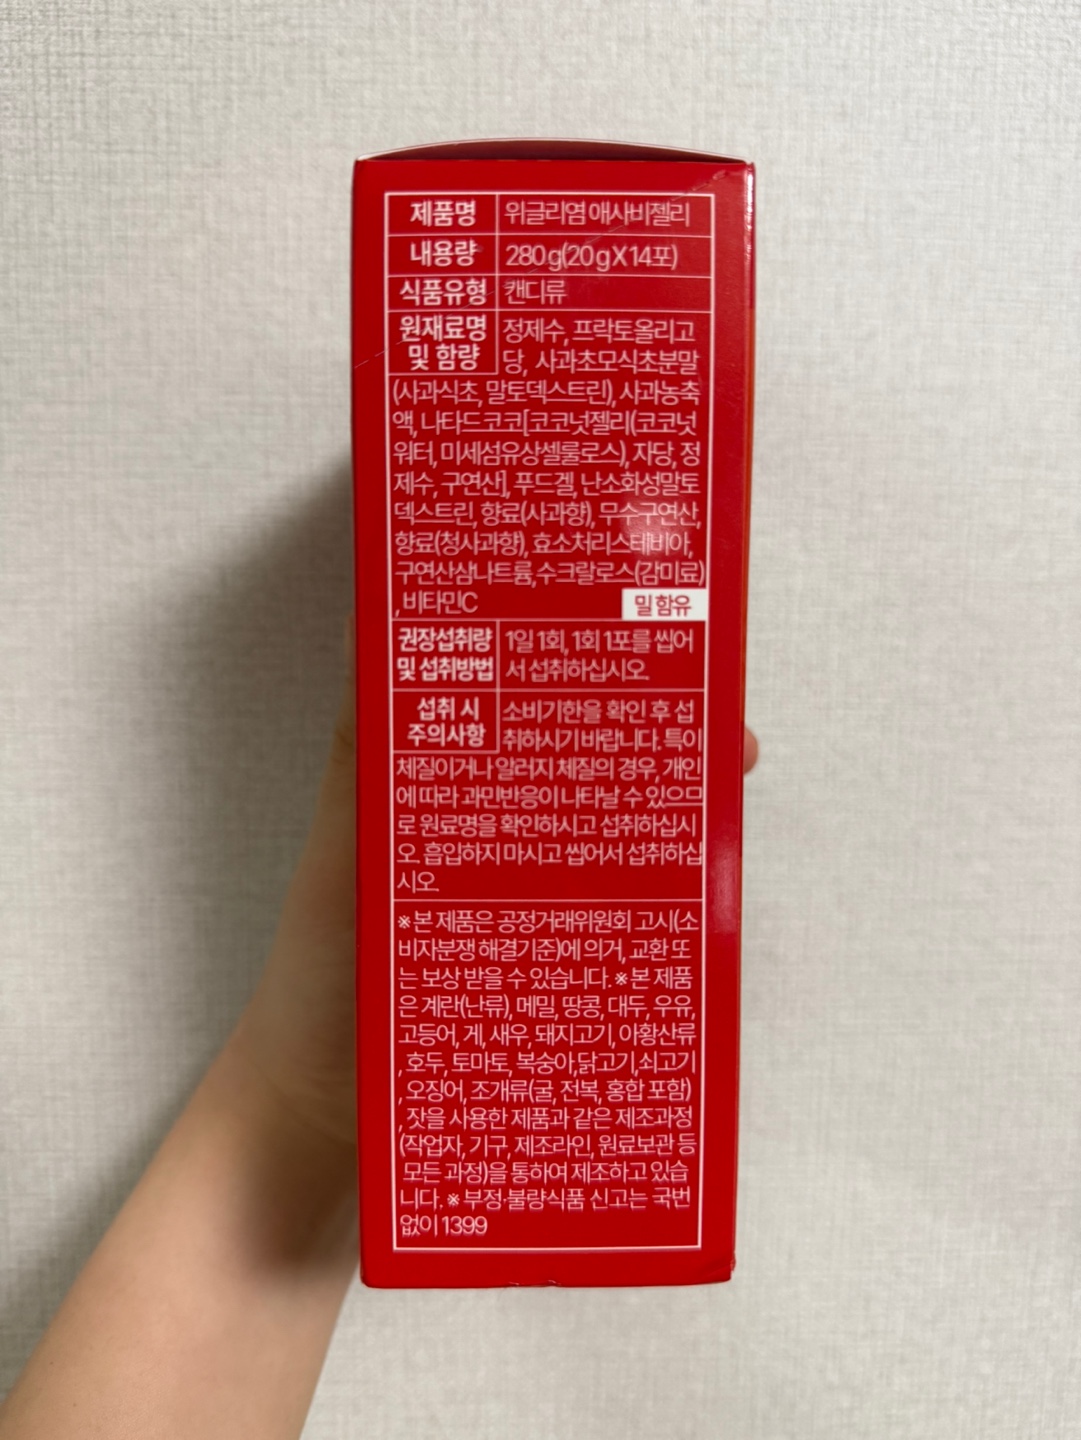 제품명 위글리염 애사비젤리
내용량 280g(20gX14포)
식품유형 캔디류
원재료명 및 함량 정제수, 프락토올리고
당, 사과초모식초분말
(사과식초, 말토덱스트린), 사과농축
액, 나타드코코[코코넛젤리(코코넛
워터, 미세섬유상셀룰로스), 자당, 정
제수, 구연산], 푸드겔, 난소화성말토
덱스트린, 향료(사과향), 무수구연산,
향료(청사과향), 효소처리스테비아,
구연산삼나트륨, 수크랄로스(감미료)
, 비타민C 밀 함유
권장섭취량 및 섭취방법 1일 1회, 1회 1포를 씹어
서 섭취하십시오.
섭취 시 주의사항 소비기한을 확인 후 섭
취하시기 바랍니다. 특이
체질이거나 알러지 체질의 경우, 개인
에 따라 과민반응이 나타날 수 있으므
로 원료명을 확인하시고 섭취하십시
오. 흡입하지 마시고 씹어서 섭취하십
시오.
※ 본 제품은 공정거래위원회 고시(소
비자분쟁 해결기준)에 의거, 교환 또
는 보상 받을 수 있습니다. ※ 본 제품
은 계란(난류), 메밀, 땅콩, 대두, 우유,
고등어, 게, 새우, 돼지고기, 아황산류
, 호두, 토마토, 복숭아,닭고기,쇠고기
, 오징어, 조개류(굴, 전복, 홍합 포함)
, 잣을 사용한 제품과 같은 제조과정
(작업자, 기구, 제조라인, 원료보관 등
모든 과정)을 통하여 제조하고 있습
니다. ※ 부정·불량식품 신고는 국번
없이 1399